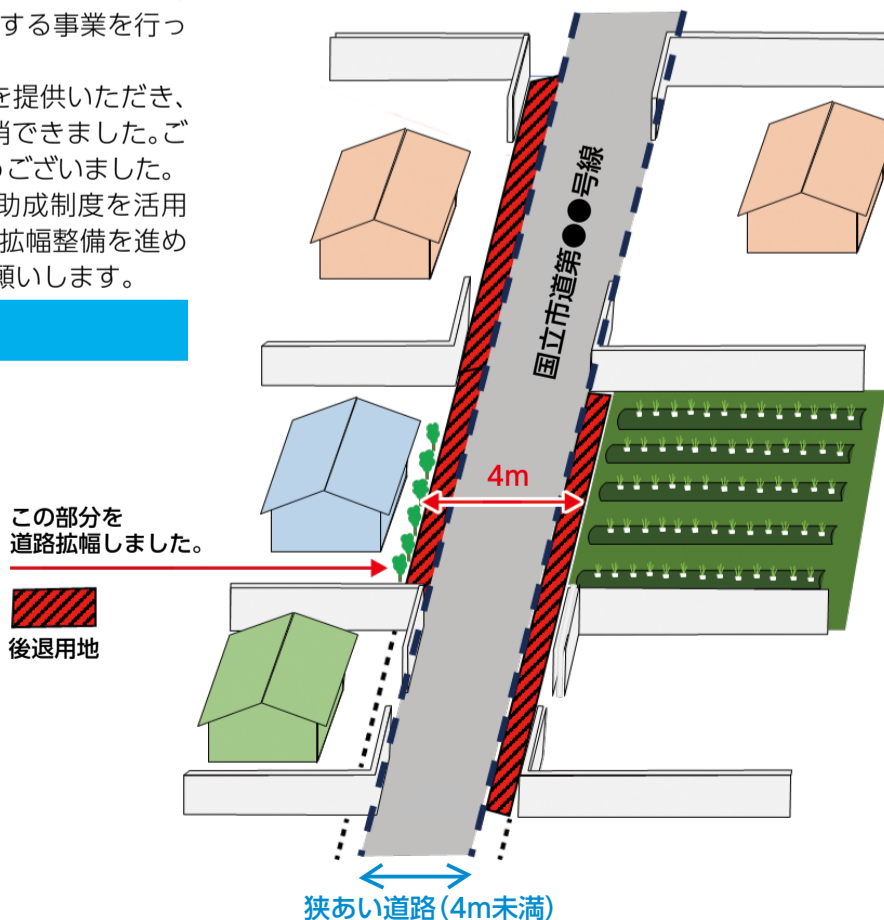 する事業を行っ
を提供いただき、
消できました。ご
うございました。
助成制度を活用
拡幅整備を進め
願いします。
国立市道第●●号線
4m
この部分を
道路拡幅しました。
後退用地
狭あい道路（4m未満）